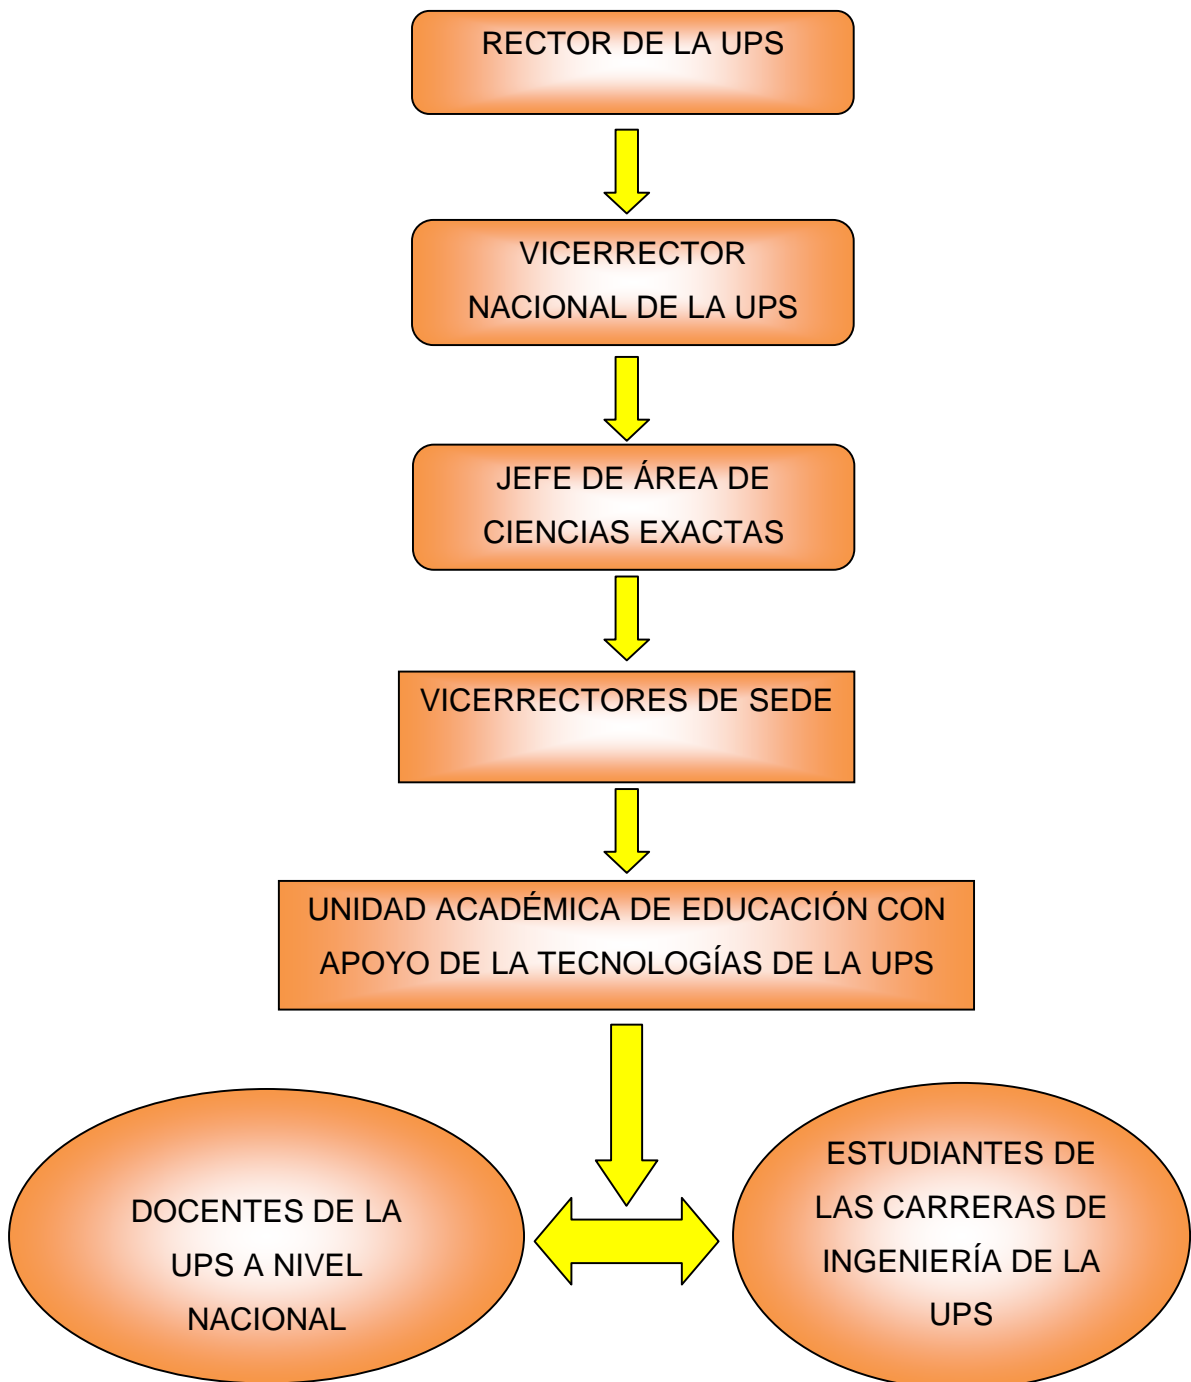 RECTOR DE LA UPS
VICERRECTOR
NACIONAL DE LA UPS
JEFE DE ÁREA DE
CIENCIAS EXACTAS
VICERRECTORES DE SEDE
UNIDAD ACADÉMICA DE EDUCACIÓN CON
APOYO DE LA TECNOLOGÍAS DE LA UPS
DOCENTES DE LA
UPS A NIVEL
NACIONAL
ESTUDIANTES DE
LAS CARRERAS DE
INGENIERÍA DE LA
UPS